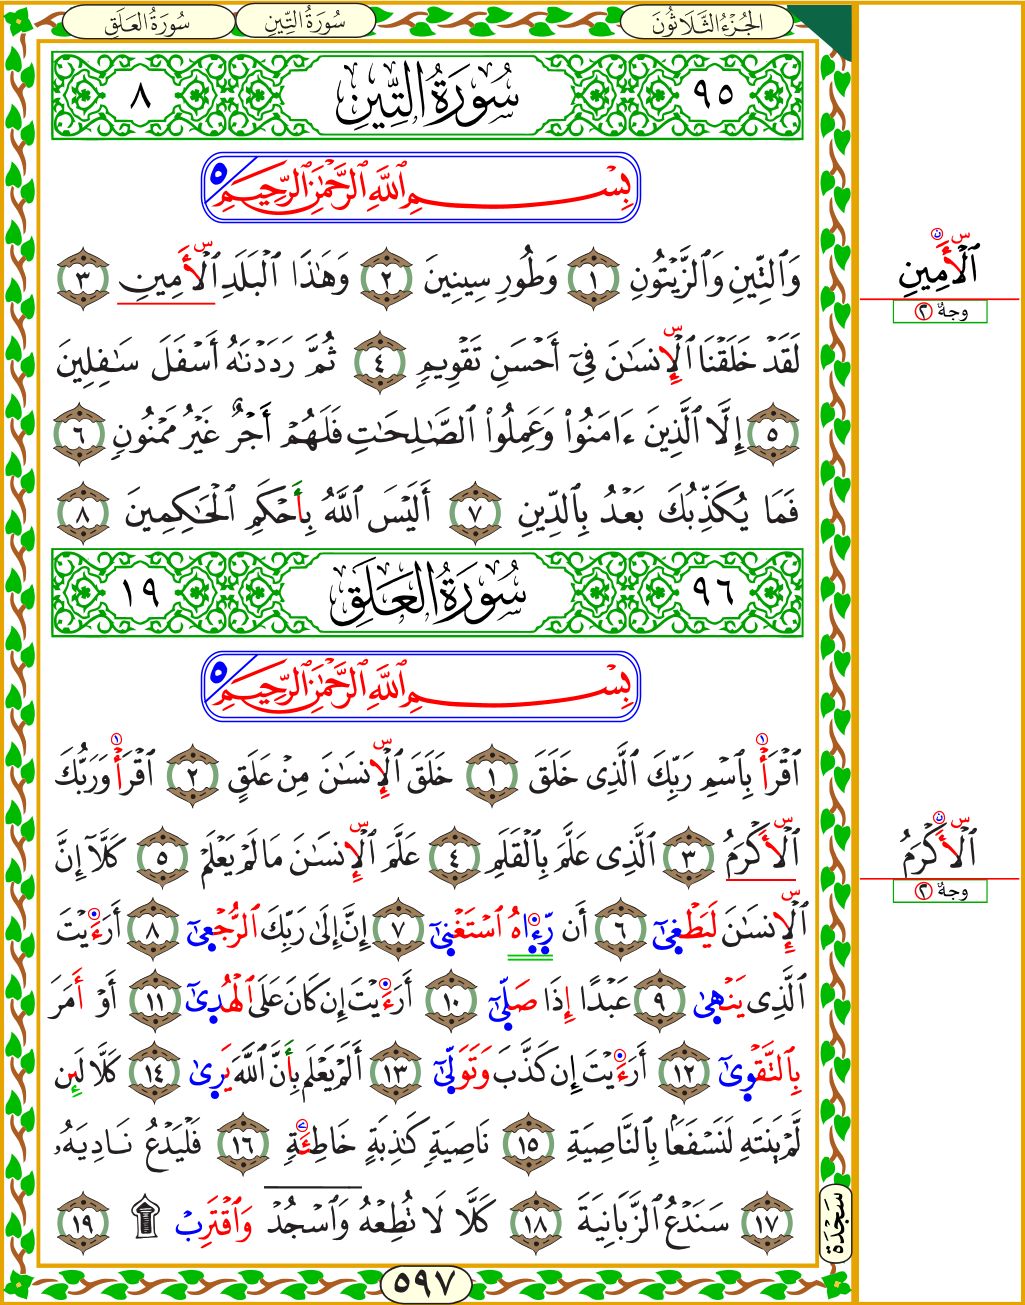 الجُزْءُ الثَّلَاثُونَ سُورَةُ التِّينِ سُورَةُ العَلَقِ
٩٥ سُورَةُ التِّينِ ٨
بِسْمِ ٱللَّهِ ٱلرَّحْمَٰنِ ٱلرَّحِيمِ ٥
وَٱلتِّينِ وَٱلزَّيْتُونِ ١ وَطُورِ سِينِينَ ٢ وَهَٰذَا ٱلْبَلَدِ ٱلْأَمِينِ ٣
لَقَدْ خَلَقْنَا ٱلْإِنسَٰنَ فِىٓ أَحْسَنِ تَقْوِيمٍ ٤ ثُمَّ رَدَدْنَٰهُ أَسْفَلَ سَٰفِلِينَ
٥ إِلَّا ٱلَّذِينَ ءَامَنُوا۟ وَعَمِلُوا۟ ٱلصَّٰلِحَٰتِ فَلَهُمْ أَجْرٌ غَيْرُ مَمْنُونٍ ٦
فَمَا يُكَذِّبُكَ بَعْدُ بِٱلدِّينِ ٧ أَلَيْسَ ٱللَّهُ بِأَحْكَمِ ٱلْحَٰكِمِينَ ٨
٩٦ سُورَةُ العَلَقِ ١٩
بِسْمِ ٱللَّهِ ٱلرَّحْمَٰنِ ٱلرَّحِيمِ ٥
ٱقْرَأْ بِٱسْمِ رَبِّكَ ٱلَّذِى خَلَقَ ١ خَلَقَ ٱلْإِنسَٰنَ مِنْ عَلَقٍ ٢ ٱقْرَأْ وَرَبُّكَ
ٱلْأَكْرَمُ ٣ ٱلَّذِى عَلَّمَ بِٱلْقَلَمِ ٤ عَلَّمَ ٱلْإِنسَٰنَ مَا لَمْ يَعْلَمْ ٥ كَلَّآ إِنَّ
ٱلْإِنسَٰنَ لَيَطْغَىٰٓ ٦ أَن رَّءَاهُ ٱسْتَغْنَىٰٓ ٧ إِنَّ إِلَىٰ رَبِّكَ ٱلرُّجْعَىٰٓ ٨ أَرَءَيْتَ
ٱلَّذِى يَنْهَىٰ ٩ عَبْدًا إِذَا صَلَّىٰٓ ١٠ أَرَءَيْتَ إِن كَانَ عَلَى ٱلْهُدَىٰٓ ١١ أَوْ أَمَرَ
بِٱلتَّقْوَىٰٓ ١٢ أَرَءَيْتَ إِن كَذَّبَ وَتَوَلَّىٰٓ ١٣ أَلَمْ يَعْلَم بِأَنَّ ٱللَّهَ يَرَىٰ ١٤ كَلَّا لَئِن
لَّمْ يَنتَهِ لَنَسْفَعًۢا بِٱلنَّاصِيَةِ ١٥ نَاصِيَةٍ كَٰذِبَةٍ خَاطِئَةٍ ١٦ فَلْيَدْعُ نَادِيَهُۥ
١٧ سَنَدْعُ ٱلزَّبَانِيَةَ ١٨ كَلَّا لَا تُطِعْهُ وَٱسْجُدْ وَٱقْتَرِب ۩ ١٩
٥٩٧
سَجْدَة
ٱلْأَمِينِ
وجهٌ ٢
ٱلْأَكْرَمُ
وجهٌ ٢